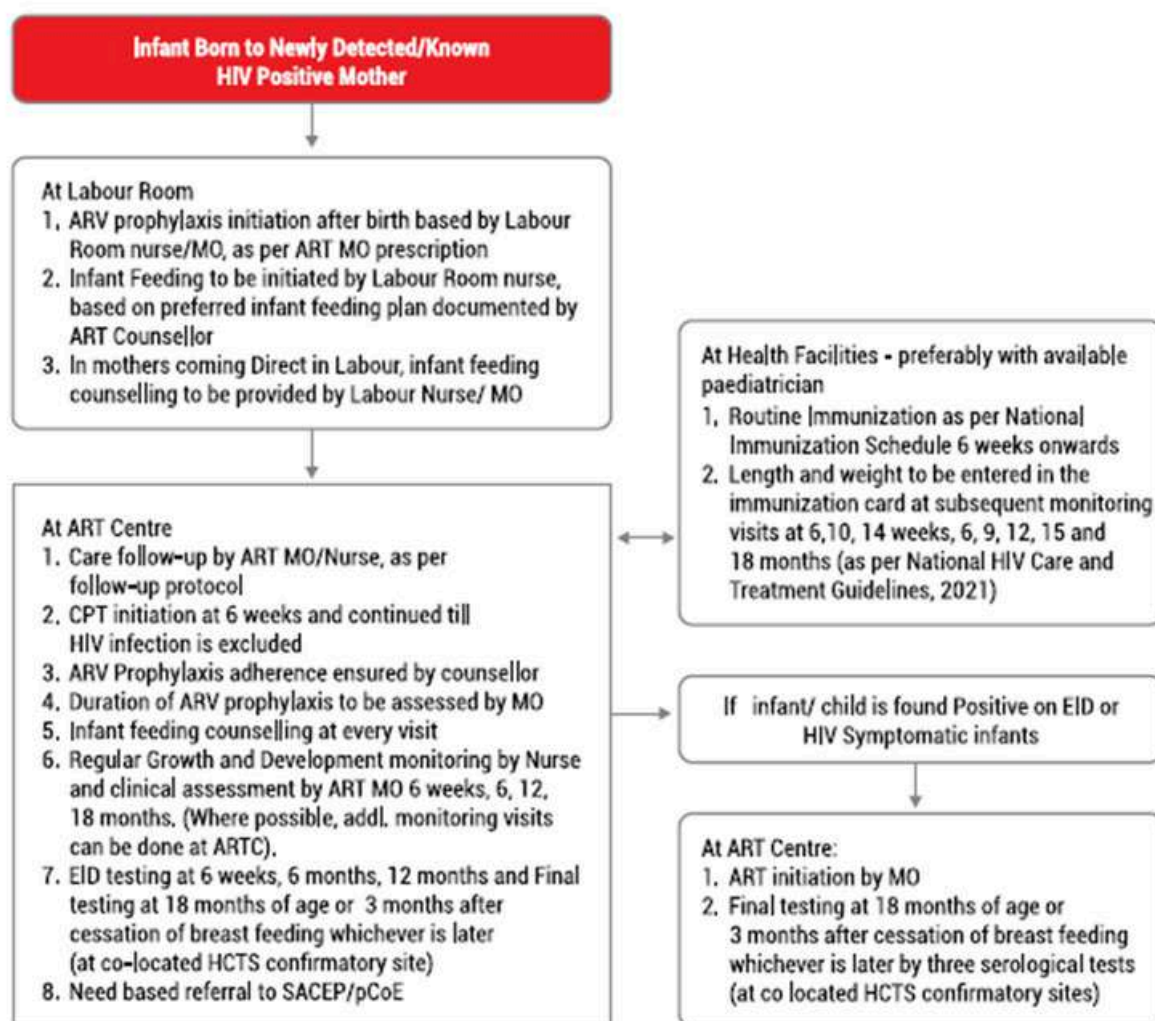 Infant Born to Newly Detected/Known
HIV Positive Mother
At Labour Room
1. ARV prophylaxis initiation after birth based by Labour
Room nurse/MO, as per ART MO prescription
2. Infant Feeding to be initiated by Labour Room nurse,
based on preferred infant feeding plan documented by
ART Counsellor
3. In mothers coming Direct in Labour, infant feeding
counselling to be provided by Labour Nurse/ MO
At ART Centre
1. Care follow-up by ART MO/Nurse, as per
follow-up protocol
2. CPT initiation at 6 weeks and continued till
HIV infection is excluded
3. ARV Prophylaxis adherence ensured by counsellor
4. Duration of ARV prophylaxis to be assessed by MO
5. Infant feeding counselling at every visit
6. Regular Growth and Development monitoring by Nurse
and clinical assessment by ART MO 6 weeks, 6, 12,
18 months. (Where possible, addl. monitoring visits
can be done at ARTC).
7. EID testing at 6 weeks, 6 months, 12 months and Final
testing at 18 months of age or 3 months after
cessation of breast feeding whichever is later
(at co-located HCTS confirmatory site)
8. Need based referral to SACEP/pCoE
At Health Facilities - preferably with available
paediatrician
1. Routine Immunization as per National
Immunization Schedule 6 weeks onwards
2. Length and weight to be entered in the
immunization card at subsequent monitoring
visits at 6,10, 14 weeks, 6, 9, 12, 15 and
18 months (as per National HIV Care and
Treatment Guidelines, 2021)
If infant/ child is found Positive on EID or
HIV Symptomatic infants
At ART Centre:
1. ART initiation by MO
2. Final testing at 18 months of age or
3 months after cessation of breast feeding
whichever is later by three serological tests
(at co located HCTS confirmatory sites)